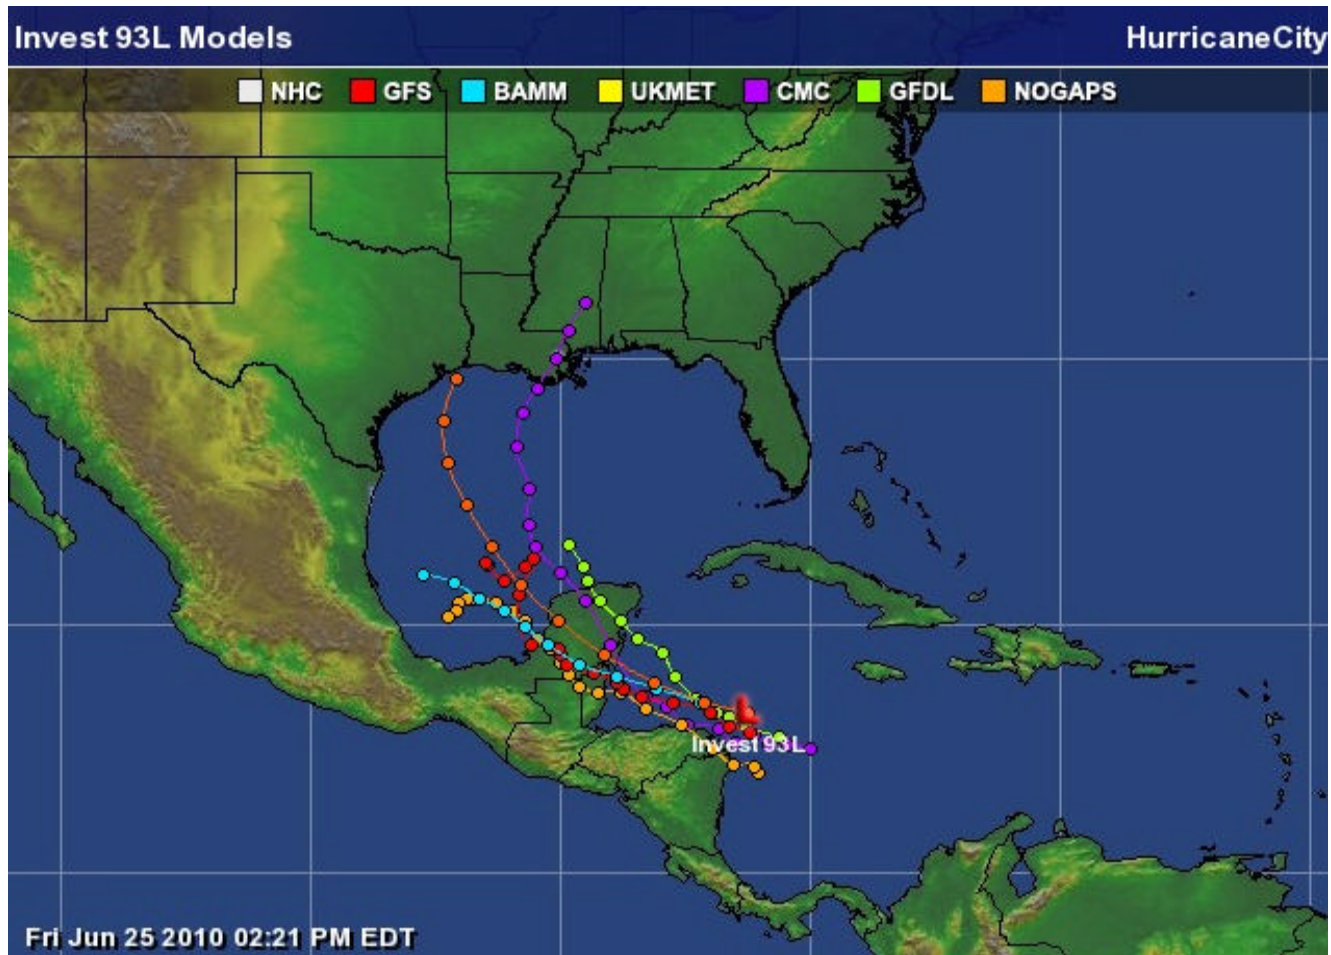 Invest 93L Models HurricaneCity
NHC GFS BAMM UKMET CMC GFDL NOGAPS
L
Invest 93L
Fri Jun 25 2010 02:21 PM EDT